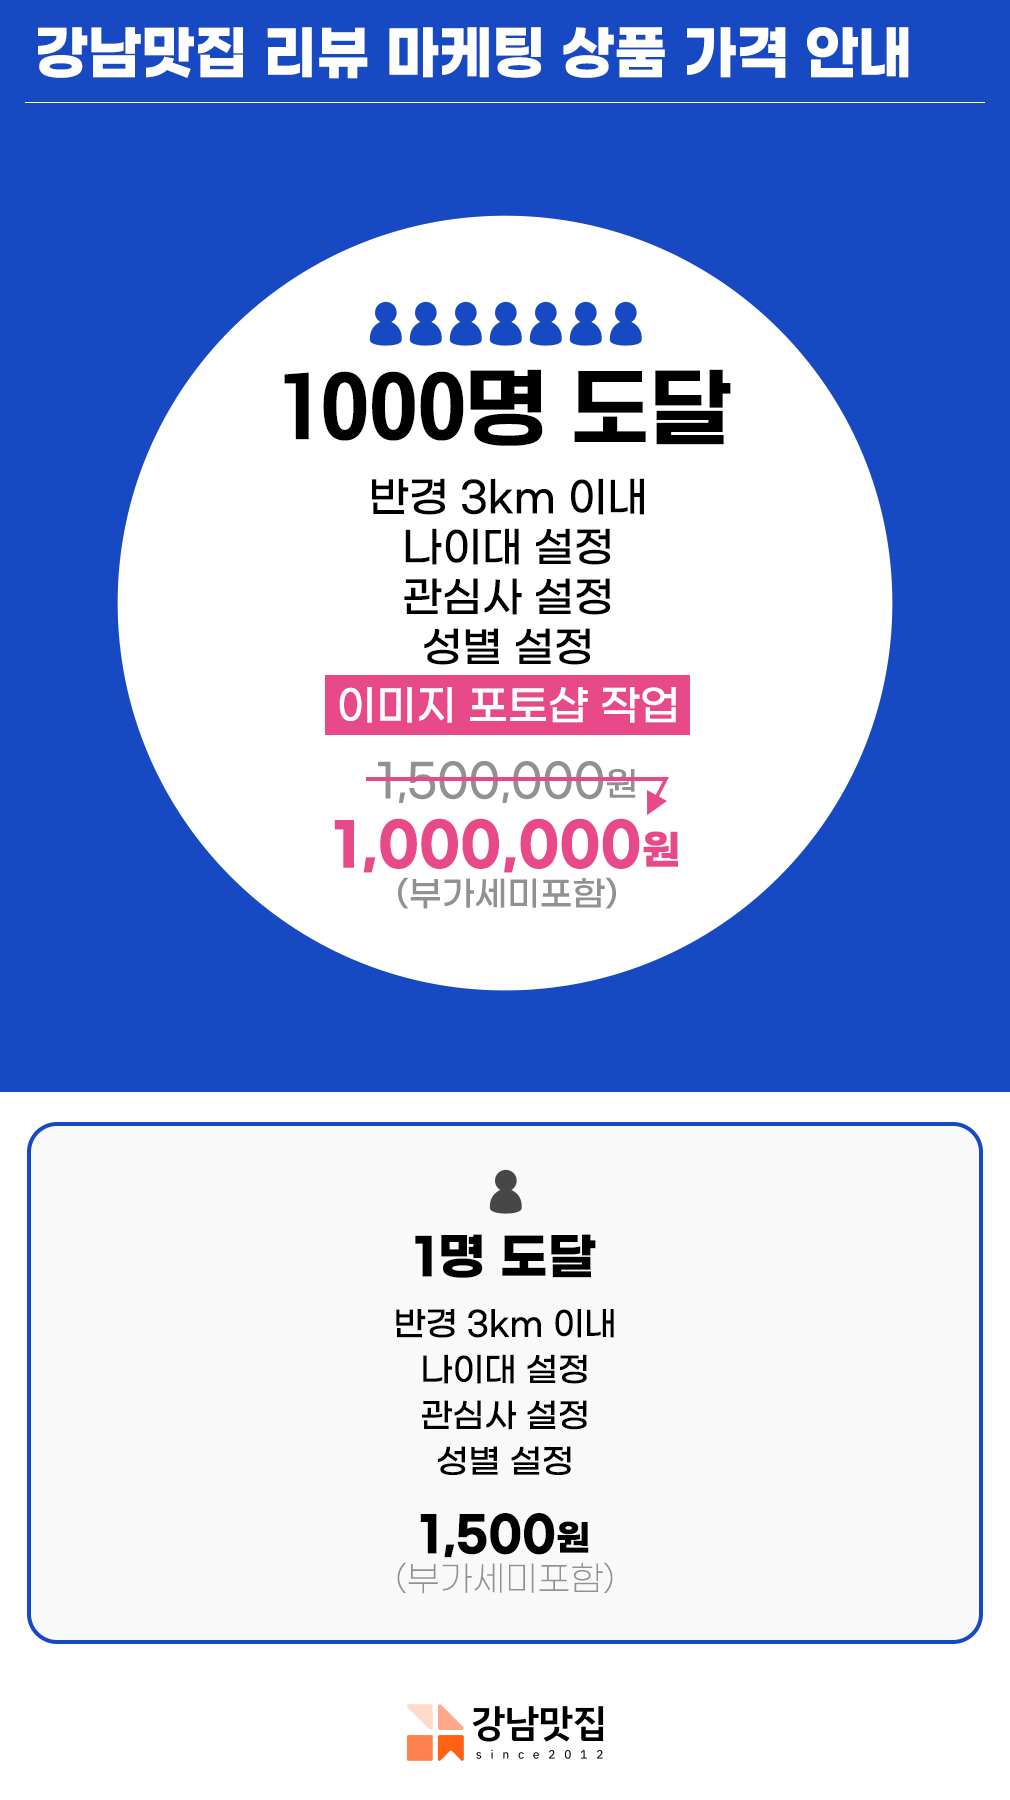 강남맛집 리뷰 마케팅 상품 가격 안내
1000명 도달
반경 3km 이내
나이대 설정
관심사 설정
성별 설정
이미지 포토샵 작업
1,500,000원
1,000,000원
(부가세미포함)
1명 도달
반경 3km 이내
나이대 설정
관심사 설정
성별 설정
1,500원
(부가세미포함)
강남맛집
since2012